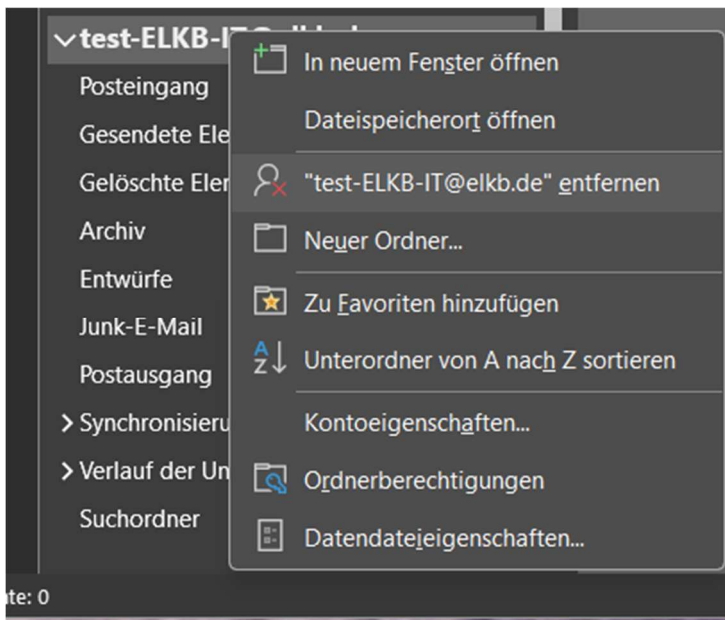 test-ELKB-I
Posteingang
Gesendete Ele
Gelöschte Eler
Archiv
Entwürfe
Junk-E-Mail
Postausgang
Synchronisieru
Verlauf der Un
Suchordner
In neuem Fenster öffnen
Dateispeicherort öffnen
"test-ELKB-IT@elkb.de" entfernen
Neuer Ordner...
Zu Favoriten hinzufügen
Unterordner von A nach Z sortieren
Kontoeigenschaften...
Ordnerberechtigungen
Datendateieigenschaften...
te: 0